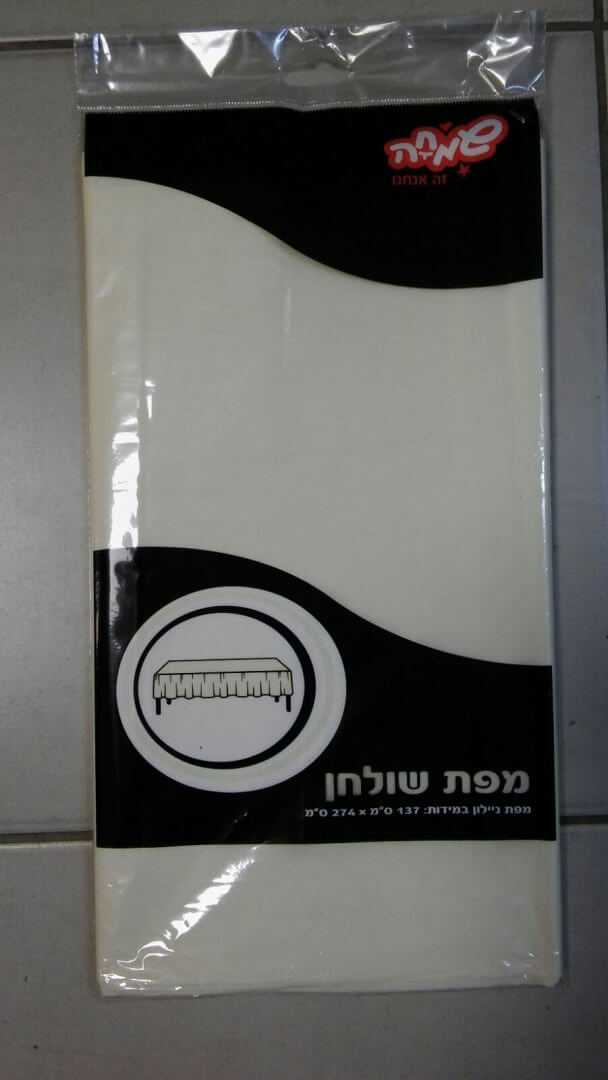 שמחה
זה אנחנו
מפת שולחן
מפת ניילון במידות: 137 ס"מ x 274 ס"מ